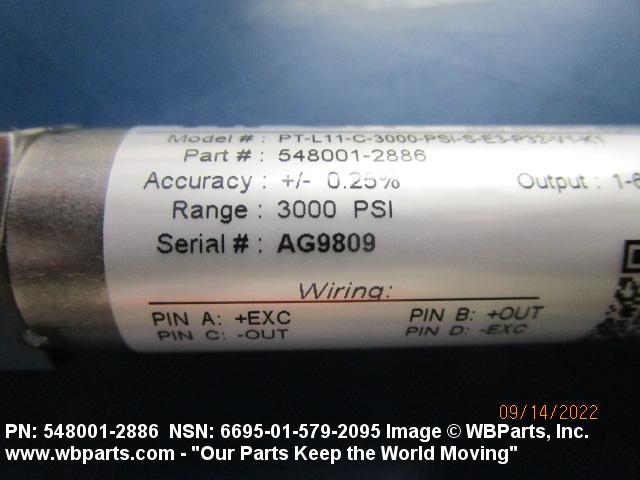 Model # : PT-L11-C-3000-PSI-S-E3-P32-V1-K1
Part # : 548001-2886
Accuracy : +/- 0.25% Output : 1-6
Range : 3000 PSI
Serial # : AG9809
Wiring:
PIN A: +EXC PIN B: +OUT
PIN C: -OUT PIN D: -EXC
09/14/2022
PN: 548001-2886 NSN: 6695-01-579-2095 Image © WBParts, Inc.
www.wbparts.com - "Our Parts Keep the World Moving"